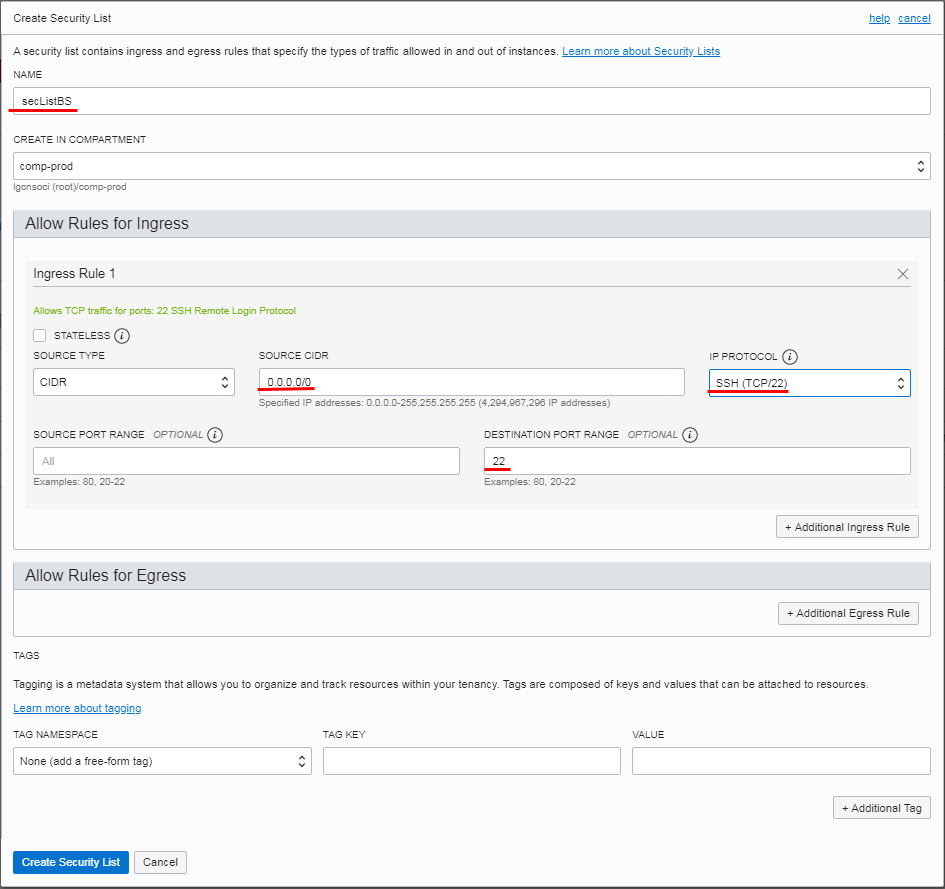 Create Security List help cancel
A security list contains ingress and egress rules that specify the types of traffic allowed in and out of instances. Learn more about Security Lists
NAME
secListBS
CREATE IN COMPARTMENT
comp-prod
lgcnsoci (root)/comp-prod
Allow Rules for Ingress
Ingress Rule 1
Allows TCP traffic for ports: 22 SSH Remote Login Protocol
STATELESS i
SOURCE TYPE SOURCE CIDR IP PROTOCOL i
CIDR 0.0.0.0/0 SSH (TCP/22)
Specified IP addresses: 0.0.0.0-255.255.255.255 (4,294,967,296 IP addresses)
SOURCE PORT RANGE OPTIONAL i DESTINATION PORT RANGE OPTIONAL i
All 22
Examples: 80, 20-22 Examples: 80, 20-22
+ Additional Ingress Rule
Allow Rules for Egress
+ Additional Egress Rule
TAGS
Tagging is a metadata system that allows you to organize and track resources within your tenancy. Tags are composed of keys and values that can be attached to resources.
Learn more about tagging
TAG NAMESPACE TAG KEY VALUE
None (add a free-form tag)
+ Additional Tag
Create Security List Cancel